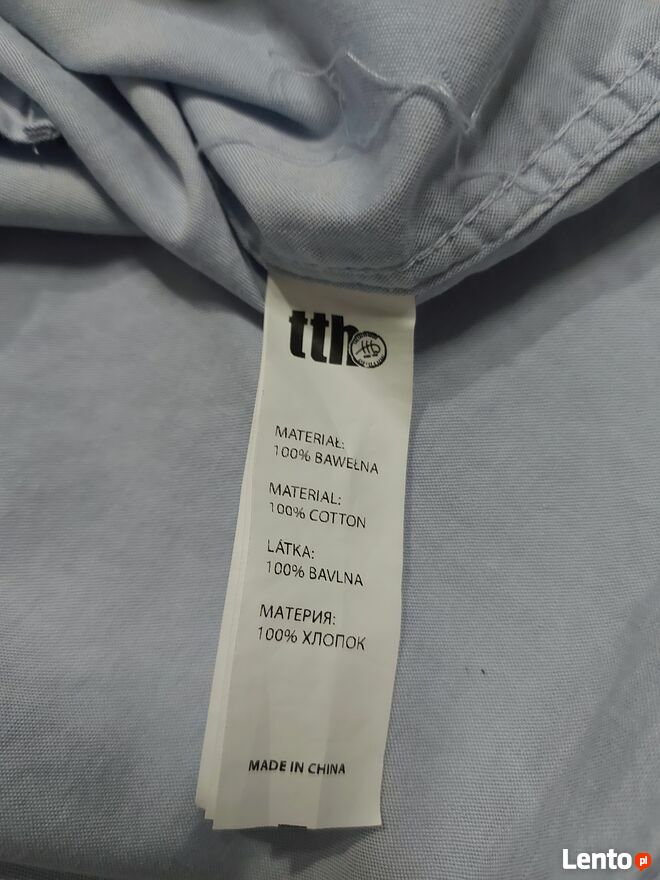 tth
MATERIAŁ:
100% BAWEŁNA
MATERIAL:
100% COTTON
LÁTKA:
100% BAVLNA
МАТЕРИЯ:
100% ХЛОПОК
MADE IN CHINA
Lento pl